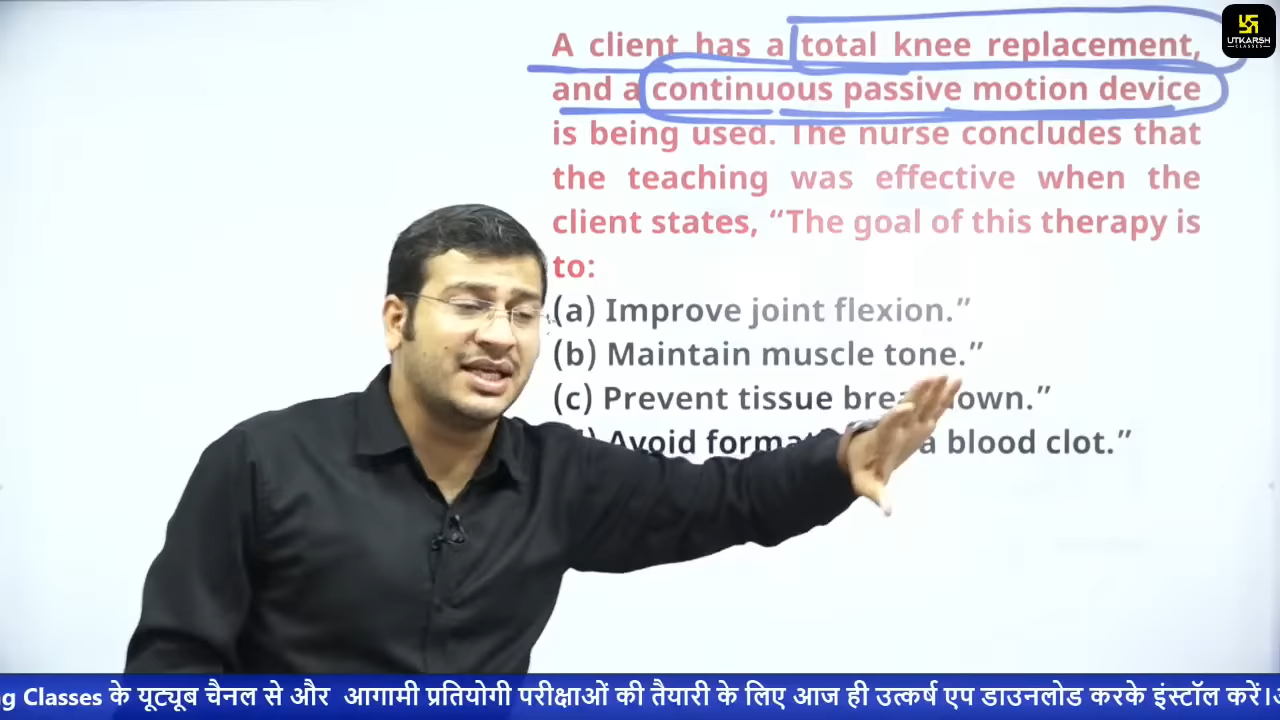 UTKARSH
CLASSES
A client has a total knee replacement,
and a continuous passive motion device
is being used. The nurse concludes that
the teaching was effective when the
client states, “The goal of this therapy is
to:
(a) Improve joint flexion.”
(b) Maintain muscle tone.”
(c) Prevent tissue breakdown.”
Avoid a blood clot.”
Classes के यूट्यूब चैनल से और आगामी प्रतियोगी परीक्षाओं की तैयारी के लिए आज ही उत्कर्ष एप डाउनलोड करके इंस्टॉल करें।